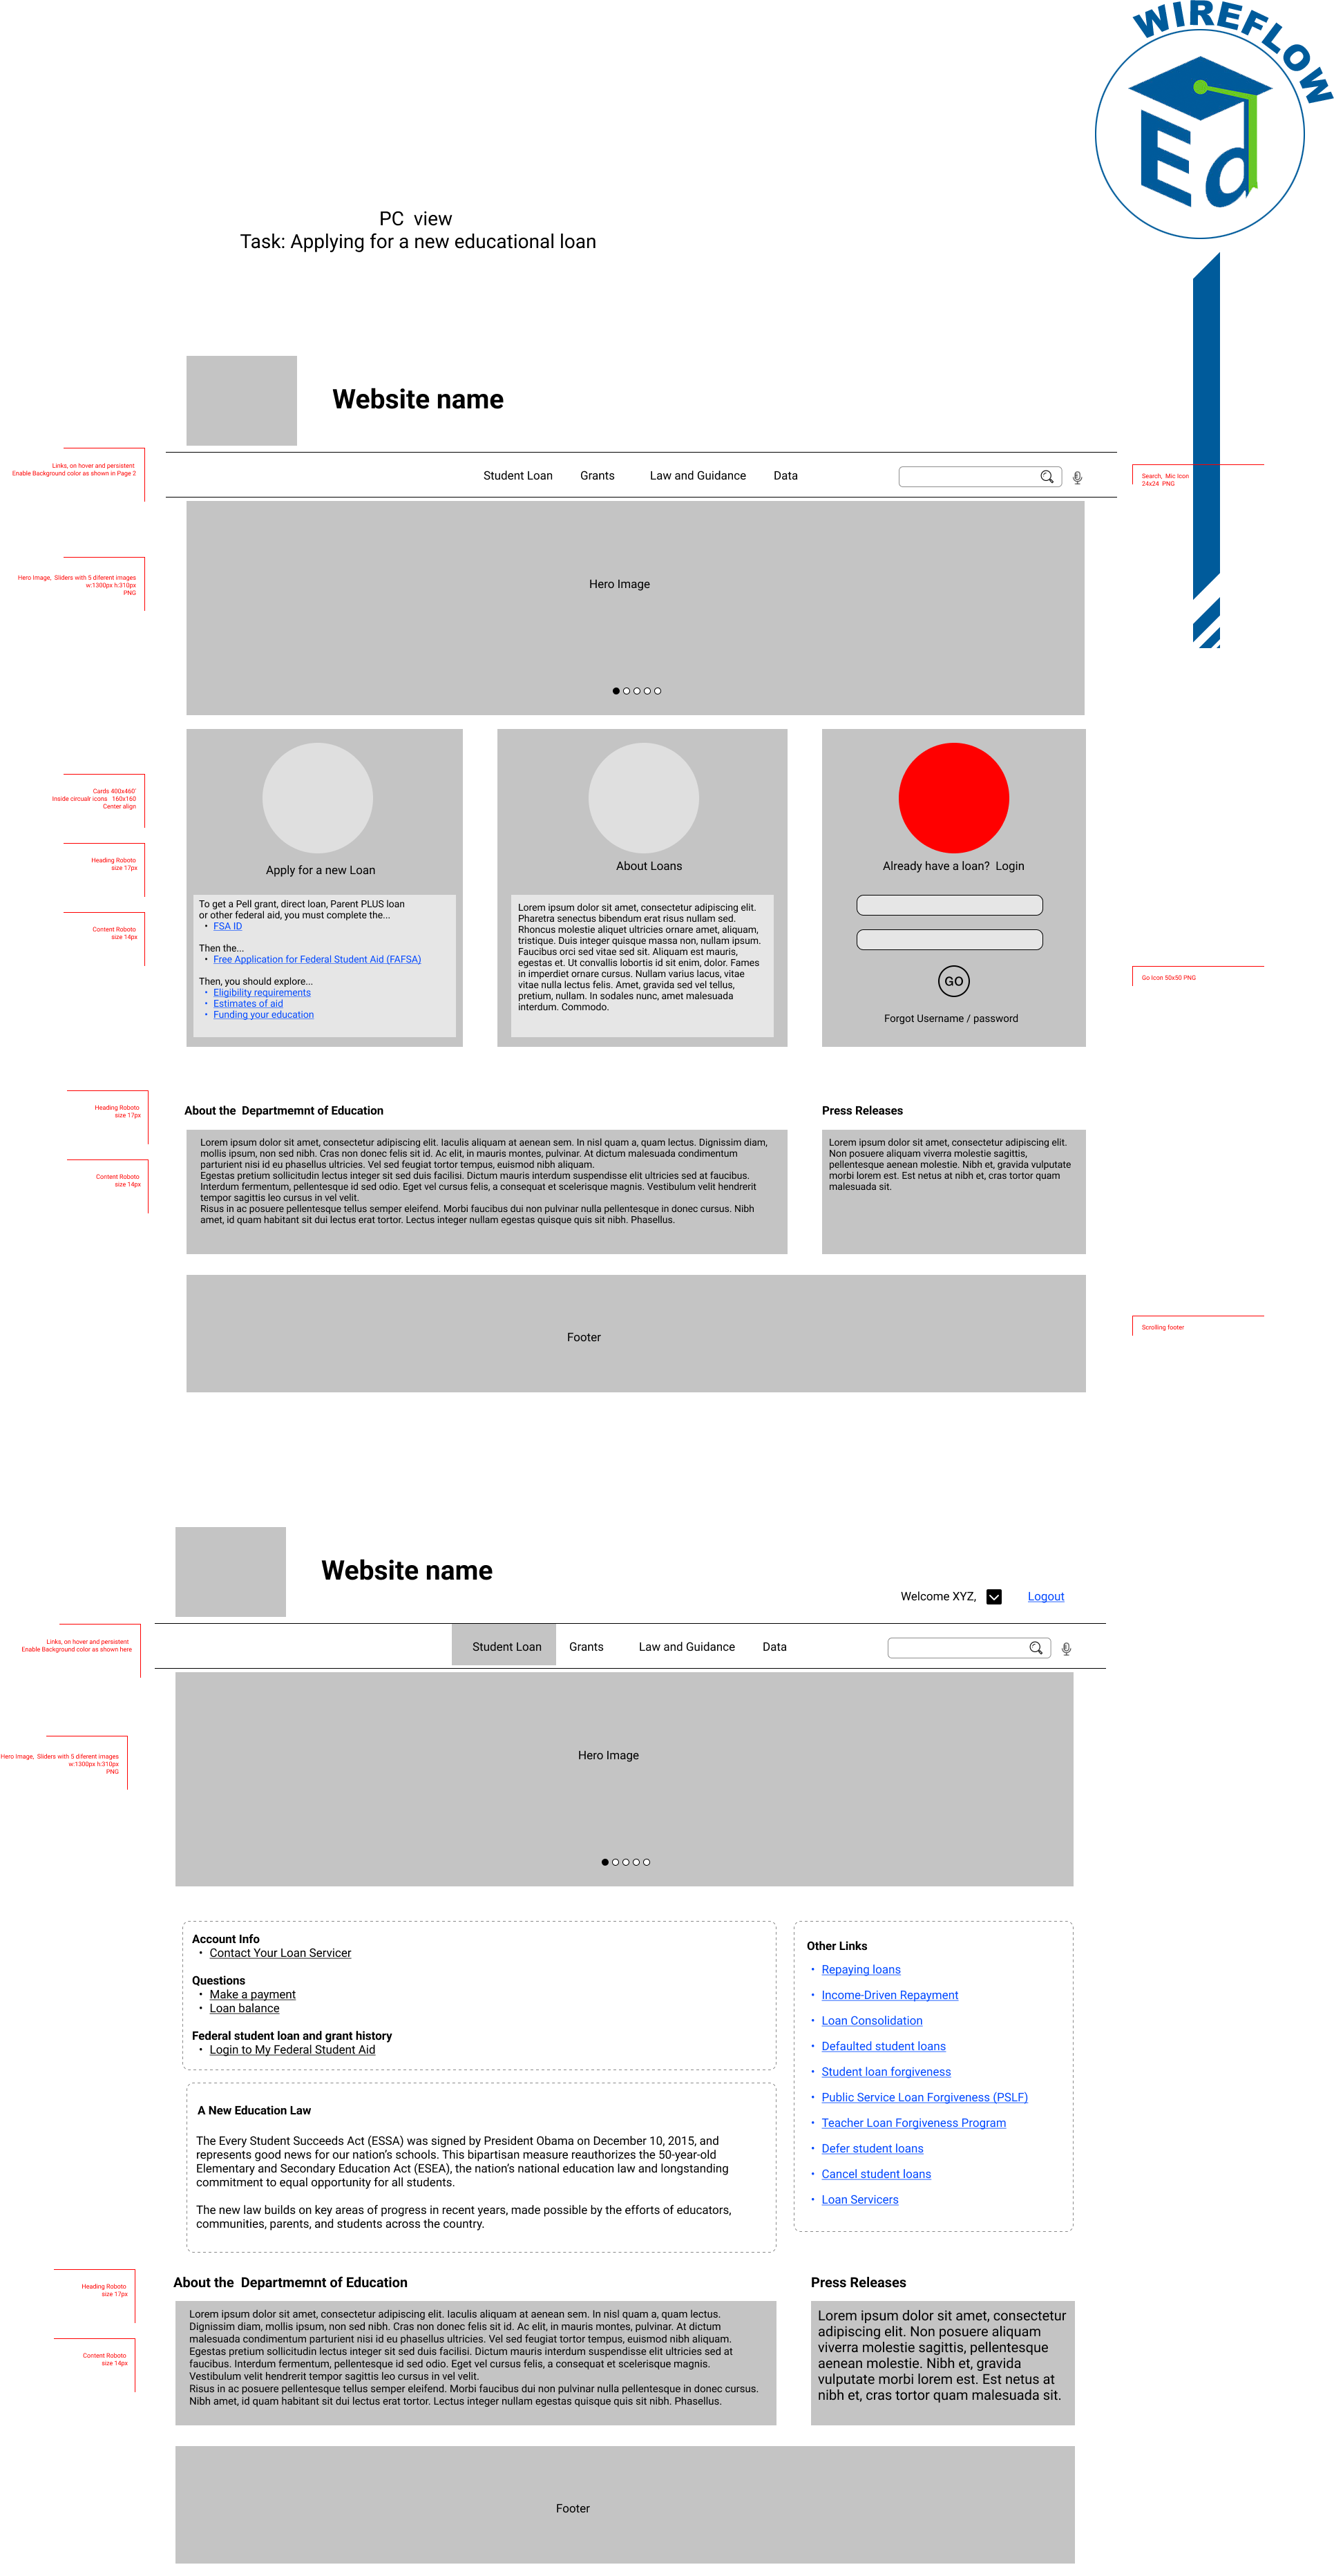 WIREFLOW
Ed
PC view
Task: Applying for a new educational loan
Website name
Links, on hover and persistent
Enable Background color as shown in Page 2
Student Loan Grants Law and Guidance Data
Search, Mic Icon
24x24 PNG
Hero Image, Sliders with 5 diferent images
w:1300px h:310px
PNG
Hero Image
Cards 400x460'
Inside circualr icons 160x160
Center align
Heading Roboto
size 17px
Content Roboto
size 14px
Apply for a new Loan
To get a Pell grant, direct loan, Parent PLUS loan
or other federal aid, you must complete the...
• FSA ID
Then the...
• Free Application for Federal Student Aid (FAFSA)
Then, you should explore...
• Eligibility requirements
• Estimates of aid
• Funding your education
About Loans
Lorem ipsum dolor sit amet, consectetur adipiscing elit.
Pharetra senectus bibendum erat risus nullam sed.
Rhoncus molestie aliquet ultricies ornare amet, aliquam,
tristique. Duis integer quisque massa non, nullam ipsum.
Faucibus orci sed vitae sed sit. Aliquam est mauris,
egestas et. Ut convallis lobortis id sit enim, dolor. Fames
in imperdiet ornare cursus. Nullam varius lacus, vitae
vitae nulla lectus felis. Amet, gravida sed vel tellus,
pretium, nullam. In sodales nunc, amet malesuada
interdum. Commodo.
Already have a loan? Login
GO
Forgot Username / password
Go Icon 50x50 PNG
Heading Roboto
size 17px
Content Roboto
size 14px
About the Departmemnt of Education
Lorem ipsum dolor sit amet, consectetur adipiscing elit. Iaculis aliquam at aenean sem. In nisl quam a, quam lectus. Dignissim diam,
mollis ipsum, non sed nibh. Cras non donec felis sit id. Ac elit, in mauris montes, pulvinar. At dictum malesuada condimentum
parturient nisi id eu phasellus ultricies. Vel sed feugiat tortor tempus, euismod nibh aliquam.
Egestas pretium sollicitudin lectus integer sit sed duis facilisi. Dictum mauris interdum suspendisse elit ultricies sed at faucibus.
Interdum fermentum, pellentesque id sed odio. Eget vel cursus felis, a consequat et scelerisque magnis. Vestibulum velit hendrerit
tempor sagittis leo cursus in vel velit.
Risus in ac posuere pellentesque tellus semper eleifend. Morbi faucibus dui non pulvinar nulla pellentesque in donec cursus. Nibh
amet, id quam habitant sit dui lectus erat tortor. Lectus integer nullam egestas quisque quis sit nibh. Phasellus.
Press Releases
Lorem ipsum dolor sit amet, consectetur adipiscing elit.
Non posuere aliquam viverra molestie sagittis,
pellentesque aenean molestie. Nibh et, gravida vulputate
morbi lorem est. Est netus at nibh et, cras tortor quam
malesuada sit.
Footer
Scrolling footer
Website name
Welcome XYZ, Logout
Links, on hover and persistent
Enable Background color as shown here
Student Loan Grants Law and Guidance Data
Hero Image, Sliders with 5 diferent images
w:1300px h:310px
PNG
Hero Image
Account Info
• Contact Your Loan Servicer
Questions
• Make a payment
• Loan balance
Federal student loan and grant history
• Login to My Federal Student Aid
Other Links
• Repaying loans
• Income-Driven Repayment
• Loan Consolidation
• Defaulted student loans
• Student loan forgiveness
• Public Service Loan Forgiveness (PSLF)
• Teacher Loan Forgiveness Program
• Defer student loans
• Cancel student loans
• Loan Servicers
A New Education Law
The Every Student Succeeds Act (ESSA) was signed by President Obama on December 10, 2015, and
represents good news for our nation’s schools. This bipartisan measure reauthorizes the 50-year-old
Elementary and Secondary Education Act (ESEA), the nation’s national education law and longstanding
commitment to equal opportunity for all students.
The new law builds on key areas of progress in recent years, made possible by the efforts of educators,
communities, parents, and students across the country.
Heading Roboto
size 17px
Content Roboto
size 14px
About the Departmemnt of Education
Lorem ipsum dolor sit amet, consectetur adipiscing elit. Iaculis aliquam at aenean sem. In nisl quam a, quam lectus.
Dignissim diam, mollis ipsum, non sed nibh. Cras non donec felis sit id. Ac elit, in mauris montes, pulvinar. At dictum
malesuada condimentum parturient nisi id eu phasellus ultricies. Vel sed feugiat tortor tempus, euismod nibh aliquam.
Egestas pretium sollicitudin lectus integer sit sed duis facilisi. Dictum mauris interdum suspendisse elit ultricies sed at
faucibus. Interdum fermentum, pellentesque id sed odio. Eget vel cursus felis, a consequat et scelerisque magnis.
Vestibulum velit hendrerit tempor sagittis leo cursus in vel velit.
Risus in ac posuere pellentesque tellus semper eleifend. Morbi faucibus dui non pulvinar nulla pellentesque in donec cursus.
Nibh amet, id quam habitant sit dui lectus erat tortor. Lectus integer nullam egestas quisque quis sit nibh. Phasellus.
Press Releases
Lorem ipsum dolor sit amet, consectetur
adipiscing elit. Non posuere aliquam
viverra molestie sagittis, pellentesque
aenean molestie. Nibh et, gravida
vulputate morbi lorem est. Est netus at
nibh et, cras tortor quam malesuada sit.
Footer